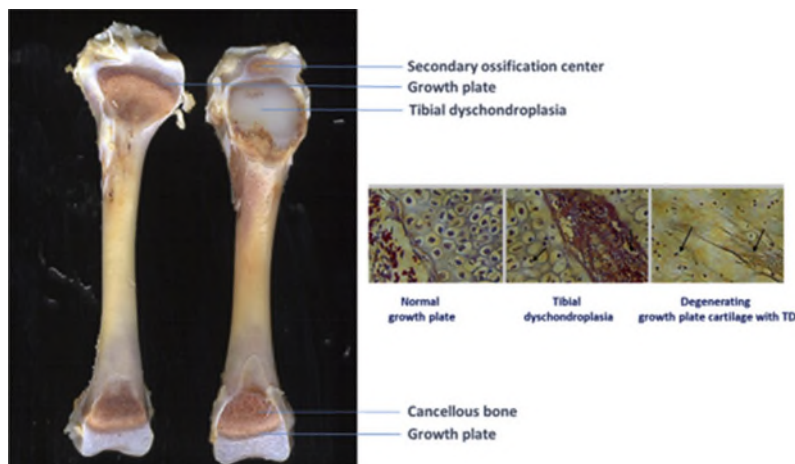 Secondary ossification center
Growth plate
Tibial dyschondroplasia
Normal
growth plate
Tibial
dyschondroplasia
Degenerating
growth plate cartilage with TD
Cancellous bone
Growth plate